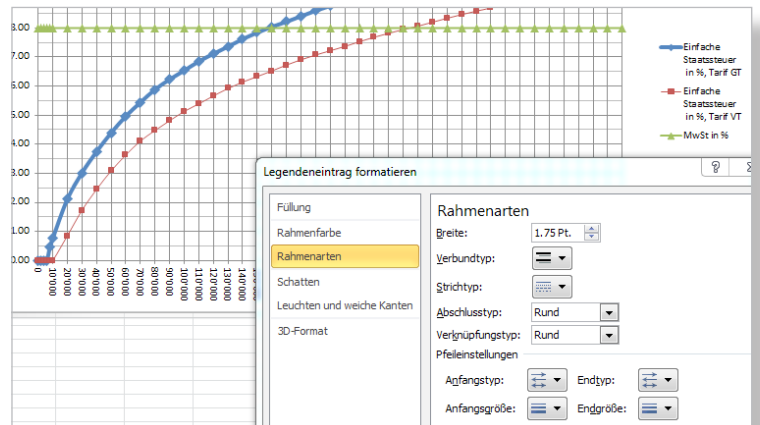 8.00
7.00
6.00
5.00
4.00
3.00
2.00
1.00
0.00
0
10'000
20'000
30'000
40'000
50'000
60'000
70'000
80'000
90'000
100'000
110'000
120'000
130'000
140'000
Einfache
Staatssteuer
in %, Tarif GT
Einfache
Staatssteuer
in %, Tarif VT
MwSt in %
Legendeneintrag formatieren
?
Füllung
Rahmenfarbe
Rahmenarten
Schatten
Leuchten und weiche Kanten
3D-Format
Rahmenarten
Breite: 1.75 Pt.
Verbundtyp:
Strichtyp:
Abschlusstyp: Rund
Verknüpfungstyp: Rund
Pfeileinstellungen
Anfangstyp: Endtyp:
Anfangsgröße: Endgröße: